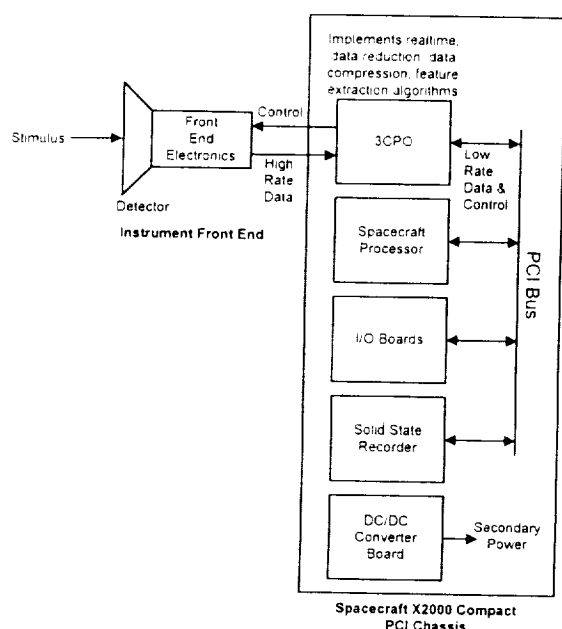 Implements realtime,
data reduction, data
compression, feature
extraction algorithms
Stimulus
Front
End
Electronics
Detector
Instrument Front End
Control
High
Rate
Data
3CPO
Low
Rate
Data &
Control
Spacecraft
Processor
I/O Boards
Solid State
Recorder
DC/DC
Converter
Board
Secondary
Power
PCI Bus
Spacecraft X2000 Compact
PCI Chassis